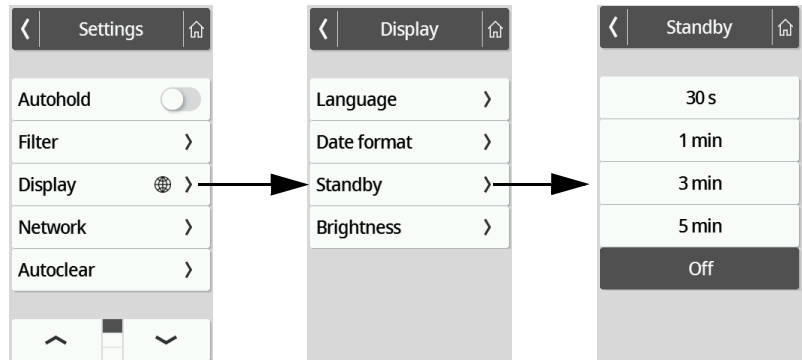 Settings
Autohold
Filter
Display
Network
Autoclear
Display
Language
Date format
Standby
Brightness
Standby
30 s
1 min
3 min
5 min
Off